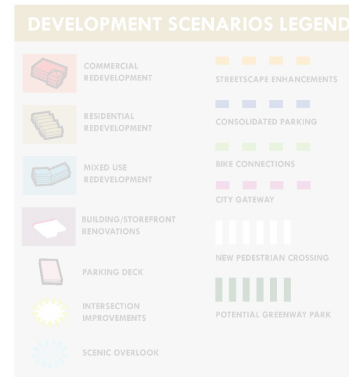 DEVELOPMENT SCENARIOS LEGEND
COMMERCIAL
REDEVELOPMENT
RESIDENTIAL
REDEVELOPMENT
MIXED USE
REDEVELOPMENT
BUILDING/STOREFRONT
RENOVATIONS
PARKING DECK
INTERSECTION
IMPROVEMENTS
SCENIC OVERLOOK
STREETSCAPE ENHANCEMENTS
CONSOLIDATED PARKING
BIKE CONNECTIONS
CITY GATEWAY
NEW PEDESTRIAN CROSSING
POTENTIAL GREENWAY PARK